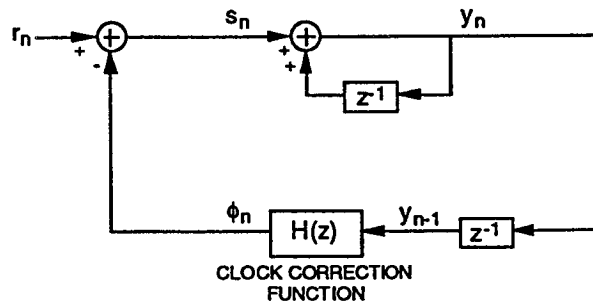 rₙ
+
-
sₙ
+
+
yₙ
z⁻¹
ϕₙ
H(z)
yₙ₋₁
z⁻¹
CLOCK CORRECTION
FUNCTION